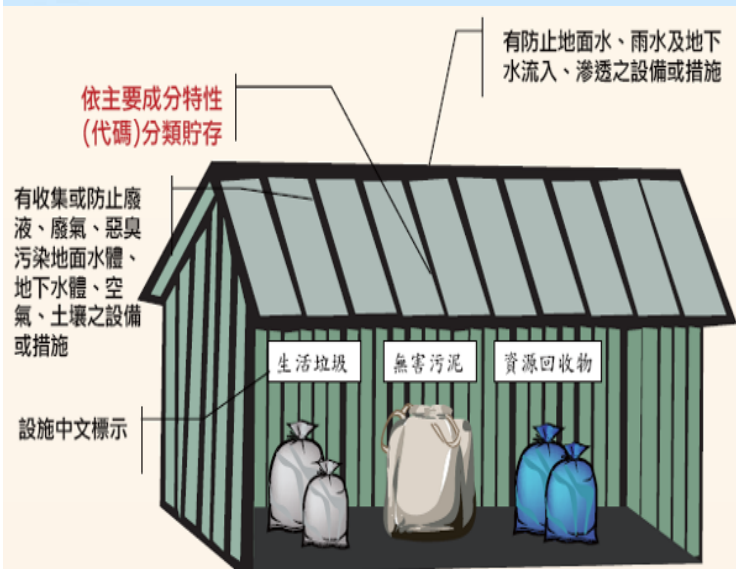 有防止地面水、雨水及地下
水流入、滲透之設備或措施
依主要成分特性
(代碼)分類貯存
有收集或防止廢
液、廢氣、惡臭
污染地面水體、
地下水體、空
氣、土壤之設備
或措施
生活垃圾
無害污泥
資源回收物
設施中文標示